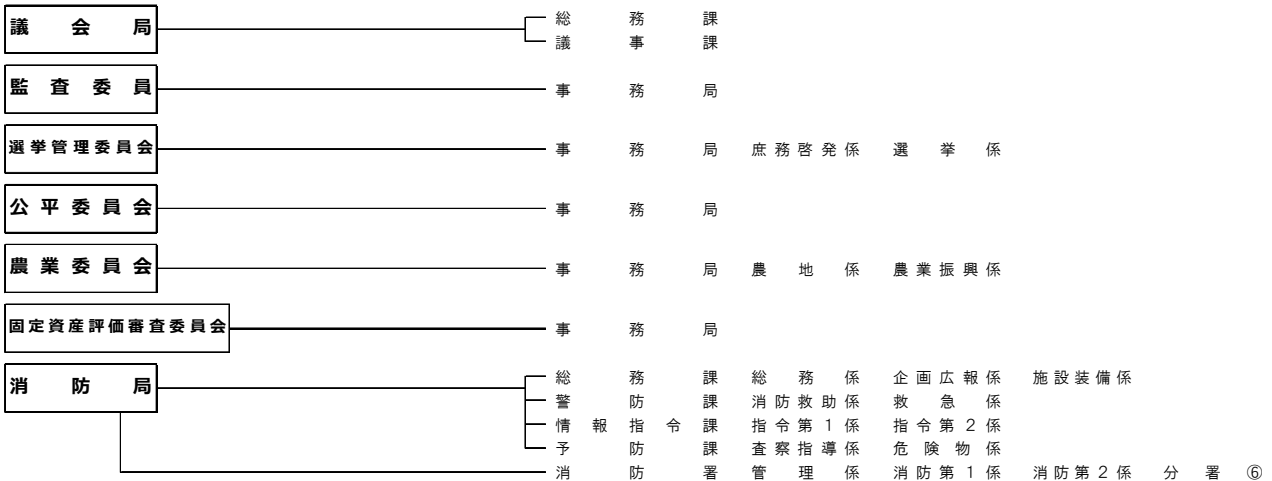 議会局 総務課
議事課
監査委員 事務局
選挙管理委員会 事務局 庶務啓発係 選挙係
公平委員会 事務局
農業委員会 事務局 農地係 農業振興係
固定資産評価審査委員会 事務局
消防局 総務課 総務係 企画広報係 施設装備係
警防課 消防救助係 救急係
情報指令課 指令第1係 指令第2係
予防課 査察指導係 危険物係
消防署 管理係 消防第1係 消防第2係 分署⑥